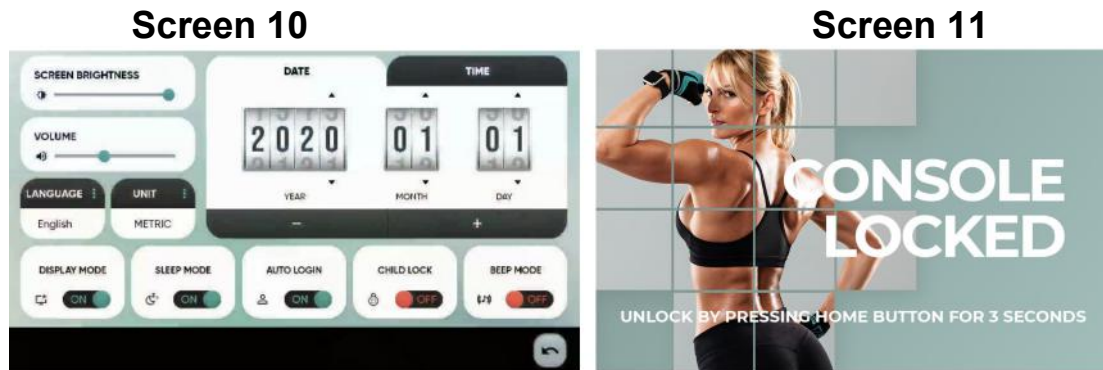 Screen 10
Screen 11
SCREEN BRIGHTNESS
VOLUME
LANGUAGE
UNIT
English
METRIC
DATE
TIME
2020
01
01
YEAR
MONTH
DAY
DISPLAY MODE
SLEEP MODE
AUTO LOGIN
CHILD LOCK
BEEP MODE
ON
ON
ON
OFF
OFF
CONSOLE
LOCKED
UNLOCK BY PRESSING HOME BUTTON FOR 3 SECONDS